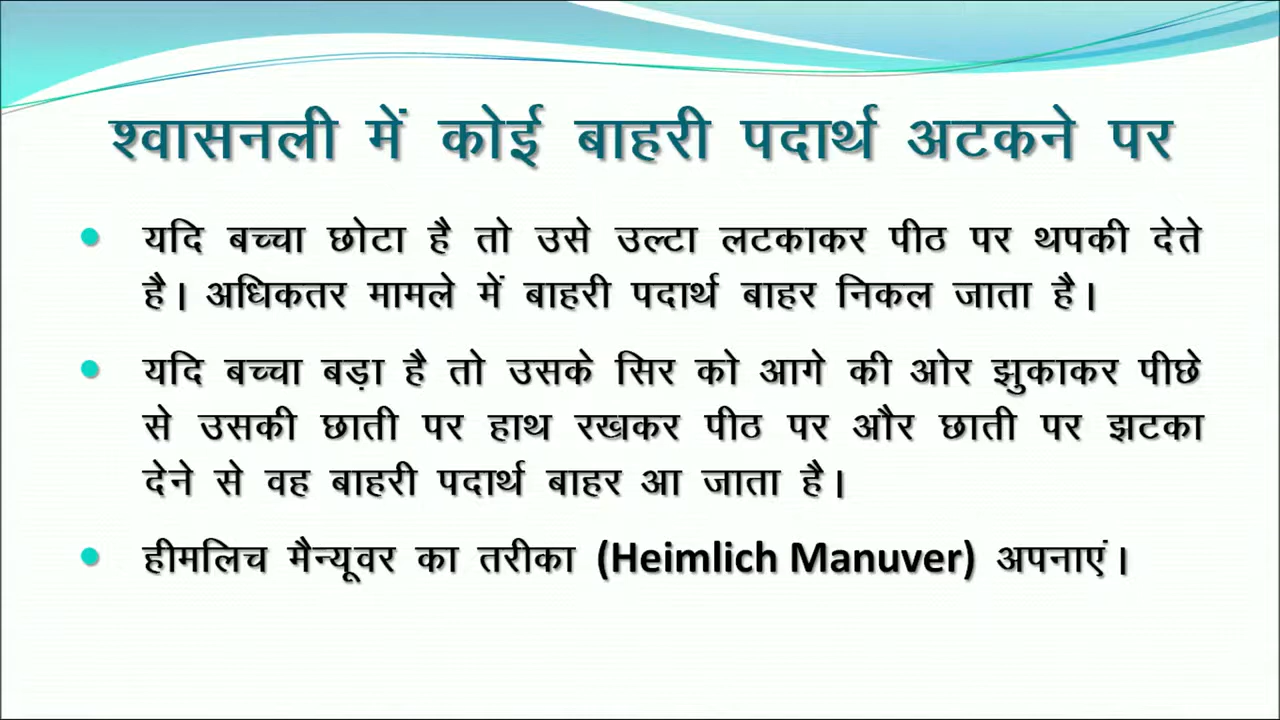 श्वासनली में कोई बाहरी पदार्थ अटकने पर
• यदि बच्चा छोटा है तो उसे उल्टा लटकाकर पीठ पर थपकी देते
है। अधिकतर मामले में बाहरी पदार्थ बाहर निकल जाता है।
• यदि बच्चा बड़ा है तो उसके सिर को आगे की ओर झुकाकर पीछे
से उसकी छाती पर हाथ रखकर पीठ पर और छाती पर झटका
देने से वह बाहरी पदार्थ बाहर आ जाता है।
• हीमलिच मैन्यूवर का तरीका (Heimlich Manuver) अपनाएं।